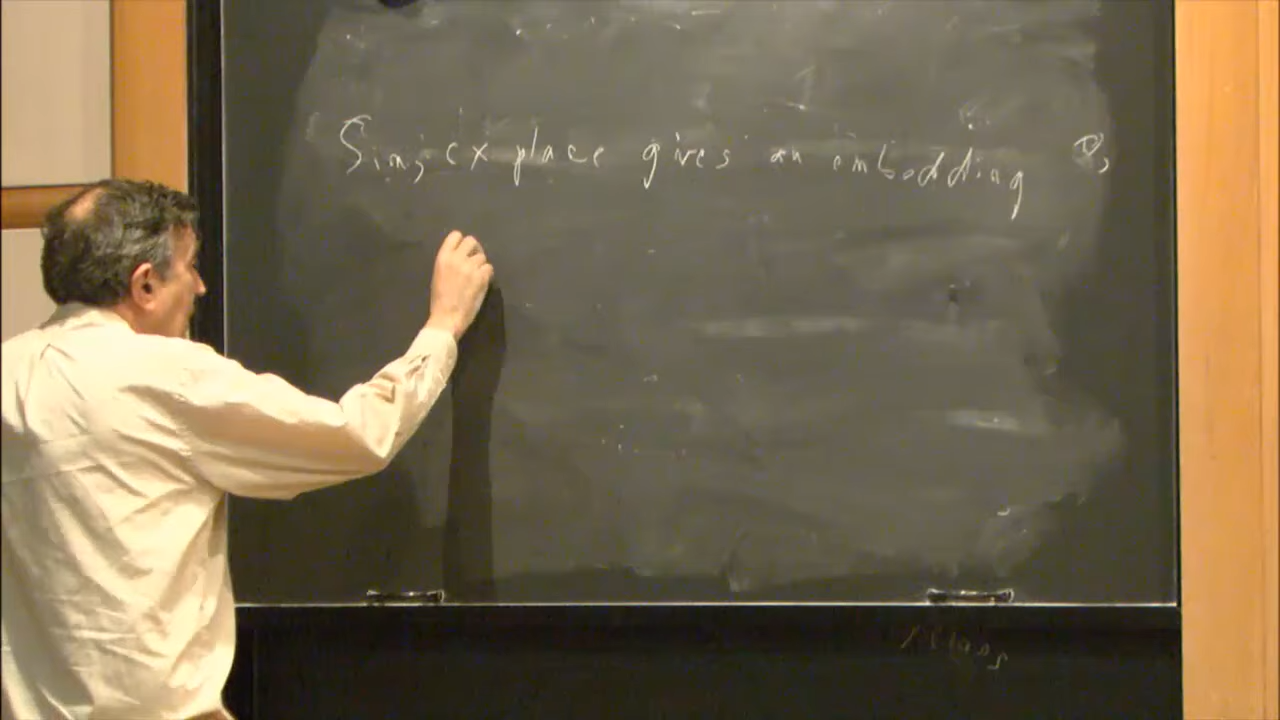 Sing cx place gives an embedding σ,